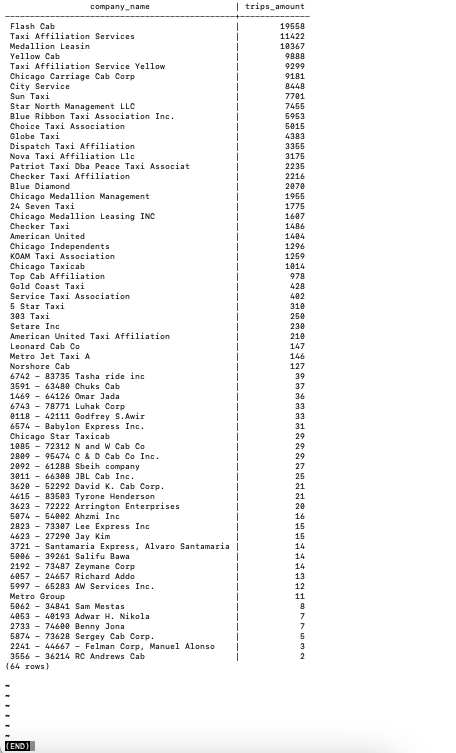 company_name | trips_amount
Flash Cab | 19558
Taxi Affiliation Services | 11422
Medallion Leasin | 10367
Yellow Cab | 9888
Taxi Affiliation Service Yellow | 9299
Chicago Carriage Cab Corp | 9181
City Service | 8448
Sun Taxi | 7701
Star North Management LLC | 7455
Blue Ribbon Taxi Association Inc. | 5953
Choice Taxi Association | 5015
Globe Taxi | 4383
Dispatch Taxi Affiliation | 3355
Nova Taxi Affiliation Llc | 3175
Patriot Taxi Dba Peace Taxi Associat | 2235
Checker Taxi Affiliation | 2216
Blue Diamond | 2070
Chicago Medallion Management | 1955
24 Seven Taxi | 1775
Chicago Medallion Leasing INC | 1607
Checker Taxi | 1486
American United | 1404
Chicago Independents | 1296
KOAM Taxi Association | 1259
Chicago Taxicab | 1014
Top Cab Affiliation | 978
Gold Coast Taxi | 428
Service Taxi Association | 402
5 Star Taxi | 310
303 Taxi | 250
Setare Inc | 230
American United Taxi Affiliation | 210
Leonard Cab Co | 147
Metro Jet Taxi A | 146
Norshore Cab | 127
6742 - 83735 Tasha ride inc | 39
3591 - 63480 Chuks Cab | 37
1469 - 64126 Omar Jada | 36
6743 - 78771 Luhak Corp | 33
0118 - 42111 Godfrey S.Awir | 33
6574 - Babylon Express Inc. | 31
Chicago Star Taxicab | 29
1085 - 72312 N and W Cab Co | 29
2809 - 95474 C & D Cab Co Inc. | 29
2092 - 61288 Sbeih company | 27
3011 - 66308 JBL Cab Inc. | 25
3620 - 52292 David K. Cab Corp. | 21
4615 - 83503 Tyrone Henderson | 21
3623 - 72222 Arrington Enterprises | 20
5074 - 54002 Ahzmi Inc | 16
2823 - 73307 Lee Express Inc | 15
4623 - 27290 Jay Kim | 15
3721 - Santamaria Express, Alvaro Santamaria | 14
5006 - 39261 Salifu Bawa | 14
2192 - 73487 Zeymane Corp | 14
6057 - 24657 Richard Addo | 13
5997 - 65283 AW Services Inc. | 12
Metro Group | 11
5062 - 34841 Sam Mestas | 8
4053 - 40193 Adwar H. Nikola | 7
2733 - 74600 Benny Jona | 7
5874 - 73628 Sergey Cab Corp. | 5
2241 - 44667 - Felman Corp, Manuel Alonso | 3
3556 - 36214 RC Andrews Cab | 2
(64 rows)
~
~
~
~
~
~
(END)